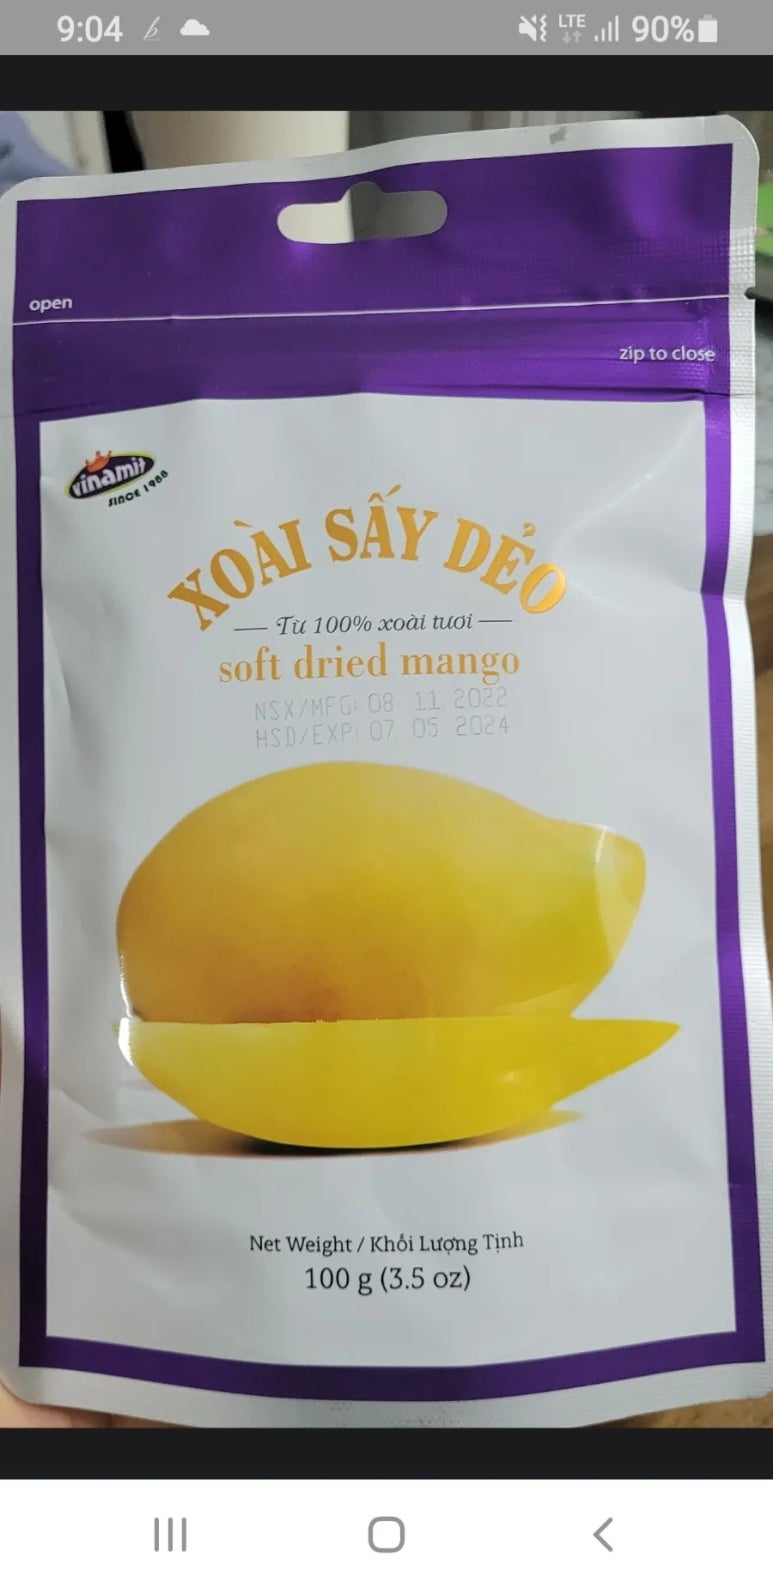 9:04
LTE
90%
open
zip to close
vinamit
SINCE 1988
XOÀI SẤY DẺO
Từ 100% xoài tươi
soft dried mango
NSX/MFG: 08 11 2022
HSD/EXP: 07 05 2024
Net Weight / Khối Lượng Tịnh
100 g (3.5 oz)